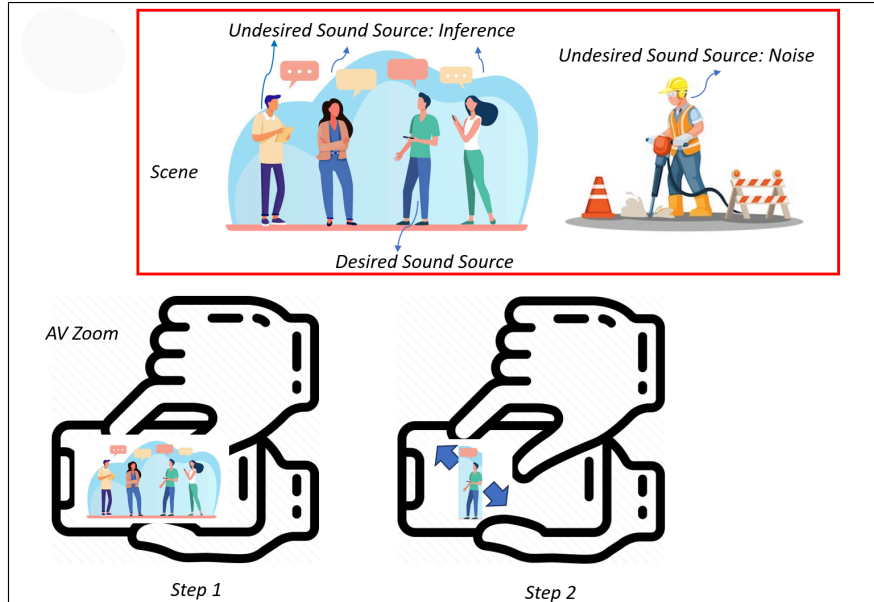 Undesired Sound Source: Inference
Undesired Sound Source: Noise
Scene
Desired Sound Source
AV Zoom
Step 1
Step 2